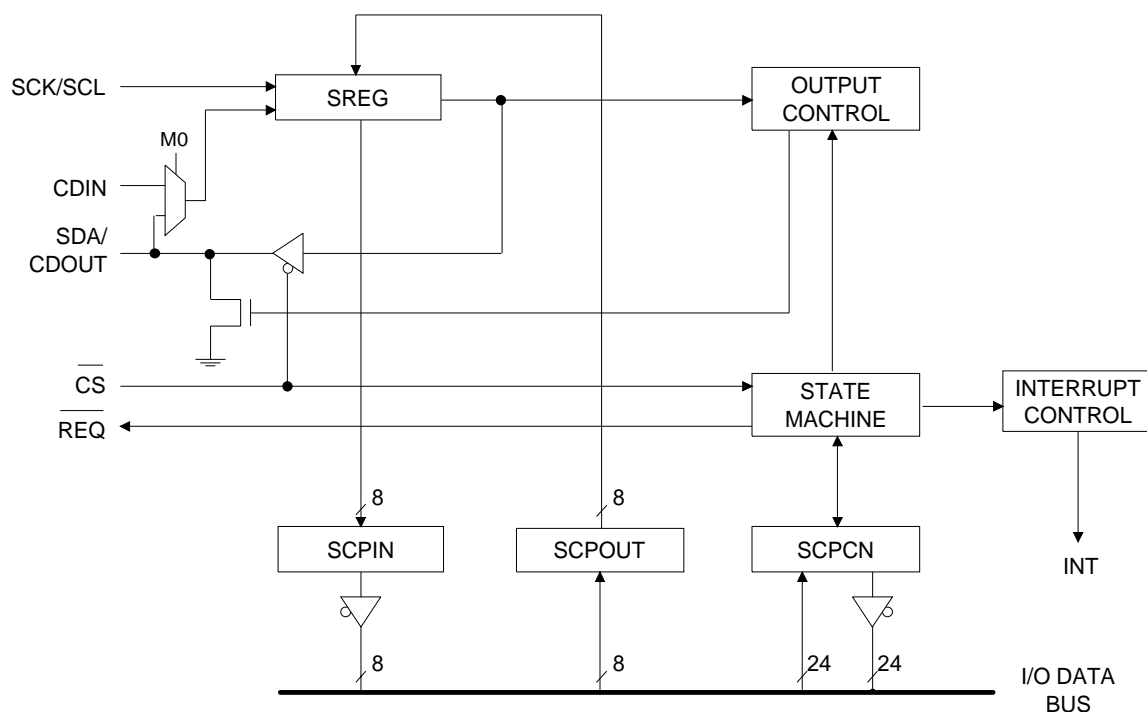 SCK/SCL
SREG
OUTPUT
CONTROL
M0
CDIN
SDA/
CDOUT
CS
REQ
STATE
MACHINE
INTERRUPT
CONTROL
8
8
SCPIN
SCPOUT
SCPCN
INT
8
8
24
24
I/O DATA
BUS